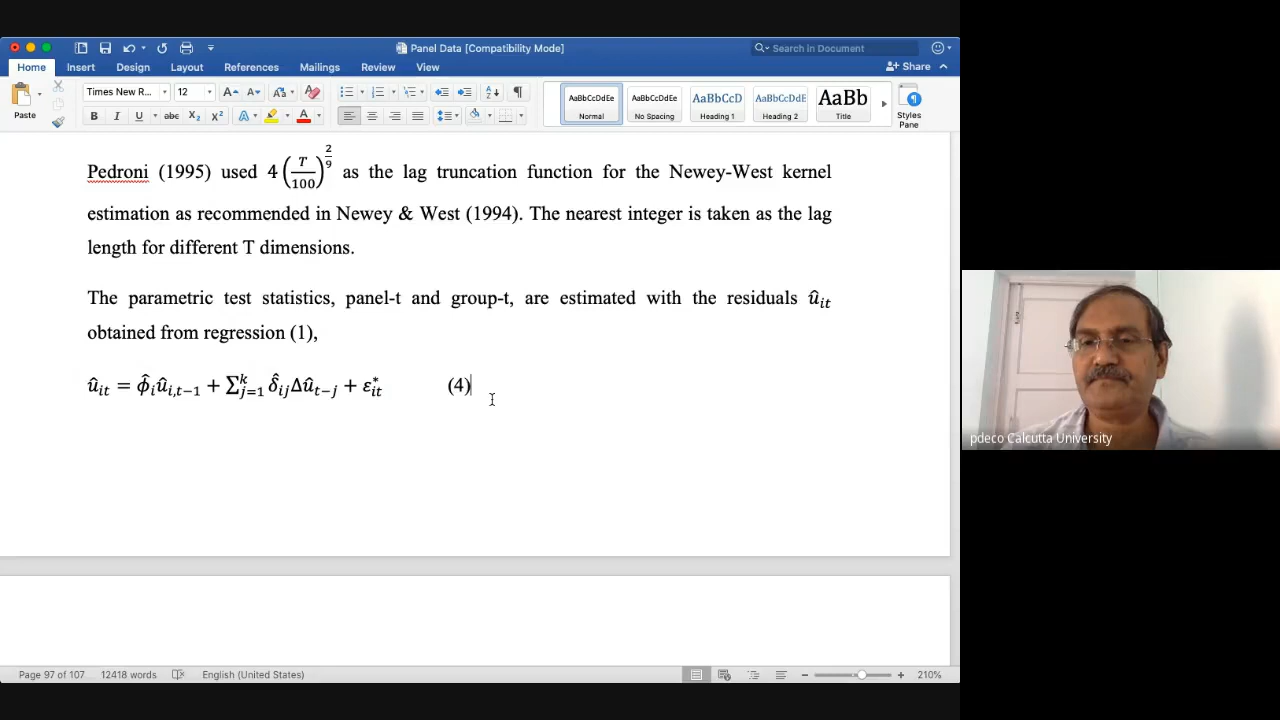 Panel Data [Compatibility Mode]
Search in Document
Home Insert Design Layout References Mailings Review View
Share
Paste
Times New R... 12
B I U abc X₂ X²
AaBbCcDdEe AaBbCcDdEe AaBbCcD AaBbCcDdE AaBb
Normal No Spacing Heading 1 Heading 2 Title
Styles
Pane
Pedroni (1995) used 4(T/100)^(2/9) as the lag truncation function for the Newey-West kernel
estimation as recommended in Newey & West (1994). The nearest integer is taken as the lag
length for different T dimensions.
The parametric test statistics, panel-t and group-t, are estimated with the residuals û_it
obtained from regression (1),
û_it = ϕ̂_i û_i,t−1 + ∑_{j=1}^{k} δ̂_ij Δû_t−j + ε*_it (4)
pdeco Calcutta University
Page 97 of 107 12418 words English (United States) 210%